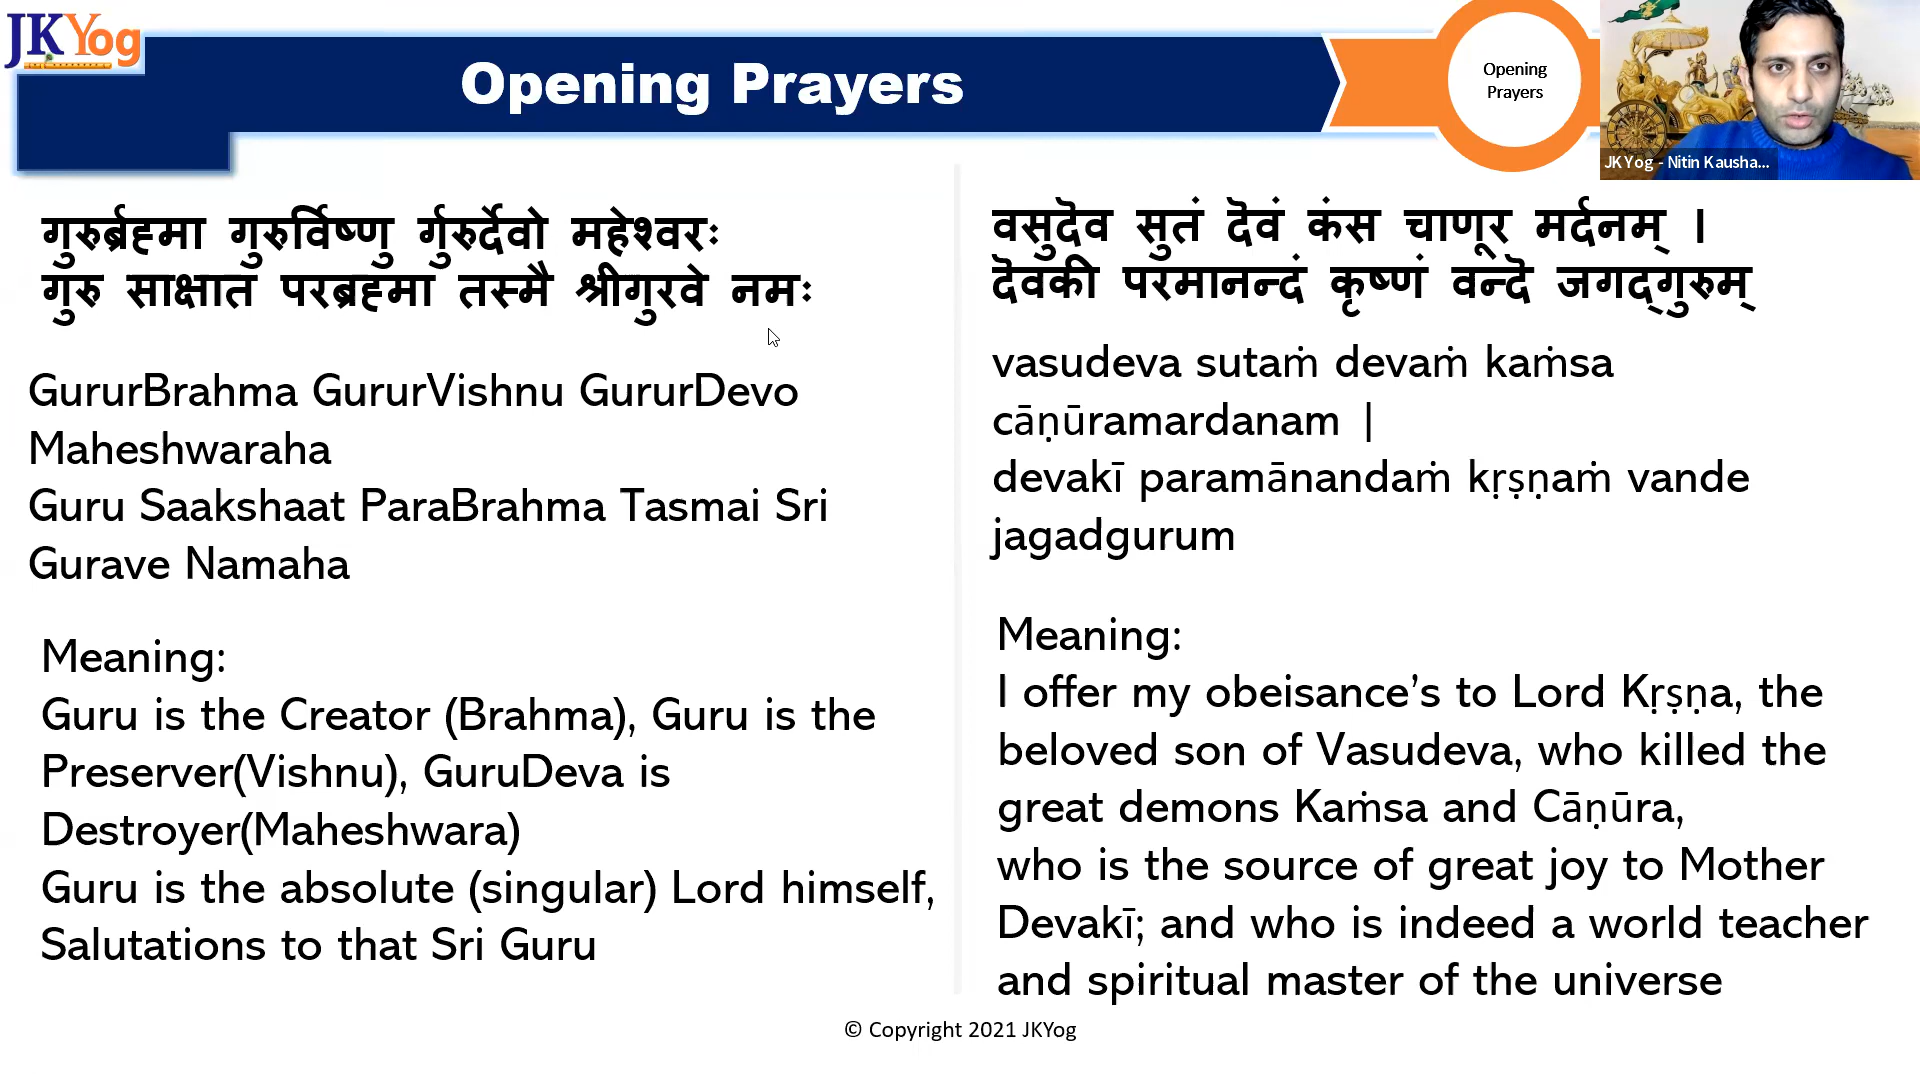 JKYog
Opening Prayers
Opening
Prayers
JKYog - Nitin Kausha...
गुरुर्ब्रह्मा गुरुर्विष्णु र्गुरुर्देवो महेश्वरः
गुरु साक्षात परब्रह्मा तस्मै श्रीगुरवे नमः
GururBrahma GururVishnu GururDevo
Maheshwaraha
Guru Saakshaat ParaBrahma Tasmai Sri
Gurave Namaha
Meaning:
Guru is the Creator (Brahma), Guru is the
Preserver(Vishnu), GuruDeva is
Destroyer(Maheshwara)
Guru is the absolute (singular) Lord himself,
Salutations to that Sri Guru
वसुदॆव सुतं दॆवं कंस चाणूर मर्दनम् ।
दॆवकी परमानन्दं कृष्णं वन्दॆ जगद्गुरुम्
vasudeva sutaṁ devaṁ kaṁsa
cāṇūramardanam |
devakī paramānandaṁ kṛṣṇaṁ vande
jagadgurum
Meaning:
I offer my obeisance’s to Lord Kṛṣṇa, the
beloved son of Vasudeva, who killed the
great demons Kaṁsa and Cāṇūra,
who is the source of great joy to Mother
Devakī; and who is indeed a world teacher
and spiritual master of the universe
© Copyright 2021 JKYog